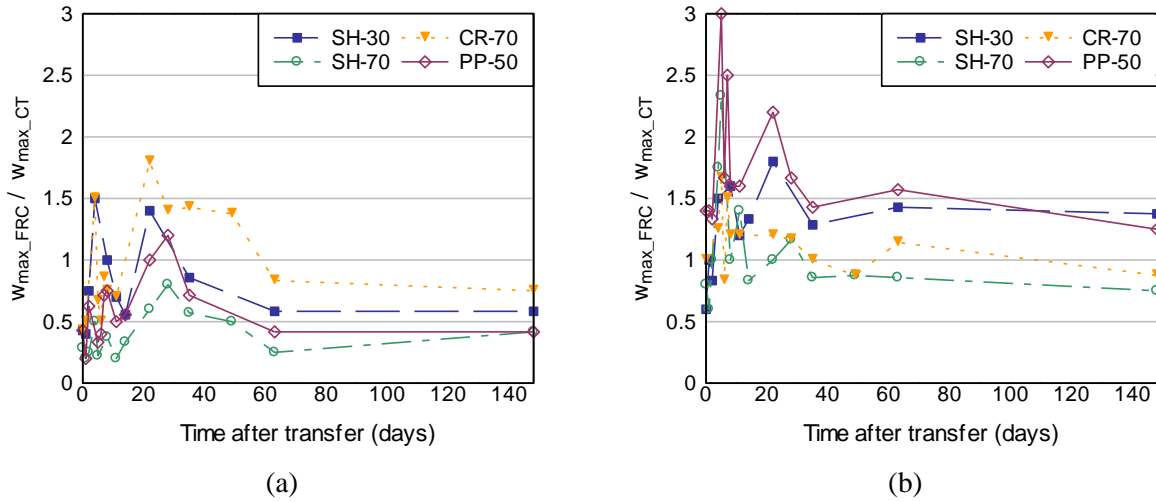 3
2.5
2
1.5
1
0.5
0
w_max_FRC / w_max_CT
SH-30
CR-70
SH-70
PP-50
0 20 40 60 80 100 120 140
Time after transfer (days)
(a)
3
2.5
2
1.5
1
0.5
0
w_max_FRC / w_max_CT
SH-30
CR-70
SH-70
PP-50
0 20 40 60 80 100 120 140
Time after transfer (days)
(b)